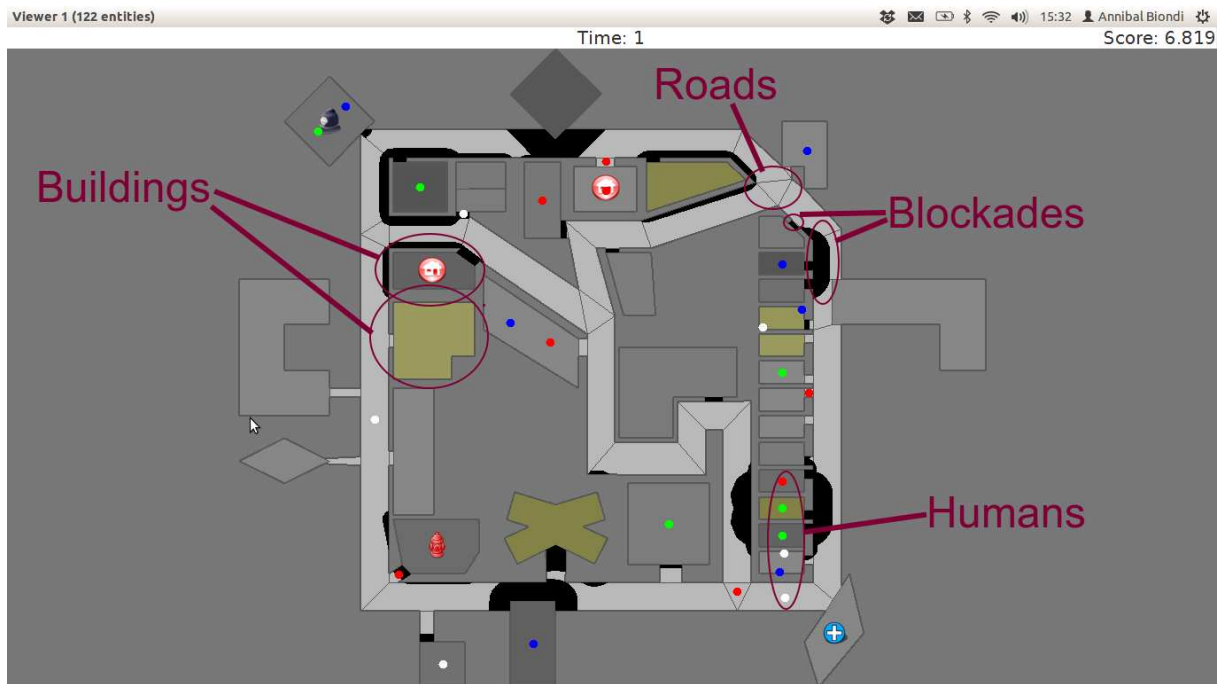 Viewer 1 (122 entities)
15:32 Annibal Biondi
Time: 1
Score: 6.819
Roads
Buildings
Blockades
Humans